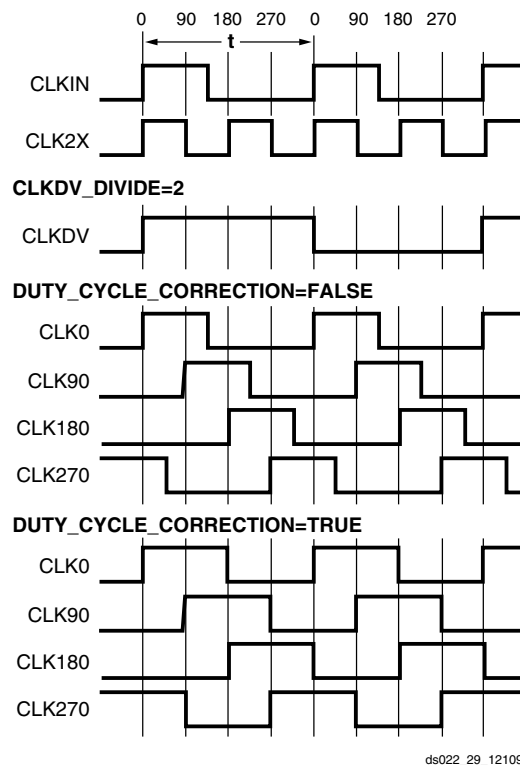 0 90 180 270 0 90 180 270
t
CLKIN
CLK2X
CLKDV_DIVIDE=2
CLKDV
DUTY_CYCLE_CORRECTION=FALSE
CLK0
CLK90
CLK180
CLK270
DUTY_CYCLE_CORRECTION=TRUE
CLK0
CLK90
CLK180
CLK270
ds022_29_12109